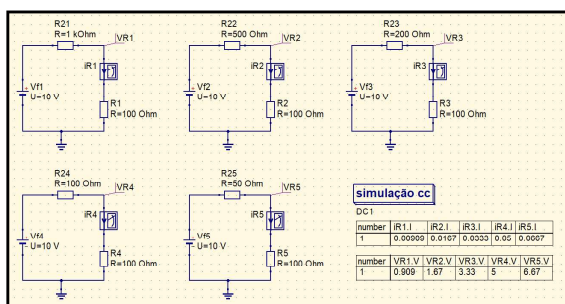 R21
R=1 kOhm
VR1
iR1
Vf1
U=10 V
R1
R=100 Ohm
R22
R=500 Ohm
VR2
iR2
Vf2
U=10 V
R2
R=100 Ohm
R23
R=200 Ohm
VR3
iR3
Vf3
U=10 V
R3
R=100 Ohm
R24
R=100 Ohm
VR4
iR4
Vf4
U=10 V
R4
R=100 Ohm
R25
R=50 Ohm
VR5
iR5
Vf5
U=10 V
R5
R=100 Ohm
simulação cc
DC1
number iR1.I iR2.I iR3.I iR4.I iR5.I
1 0.00909 0.0167 0.0333 0.05 0.0667
number VR1.V VR2.V VR3.V VR4.V VR5.V
1 0.909 1.67 3.33 5 6.67